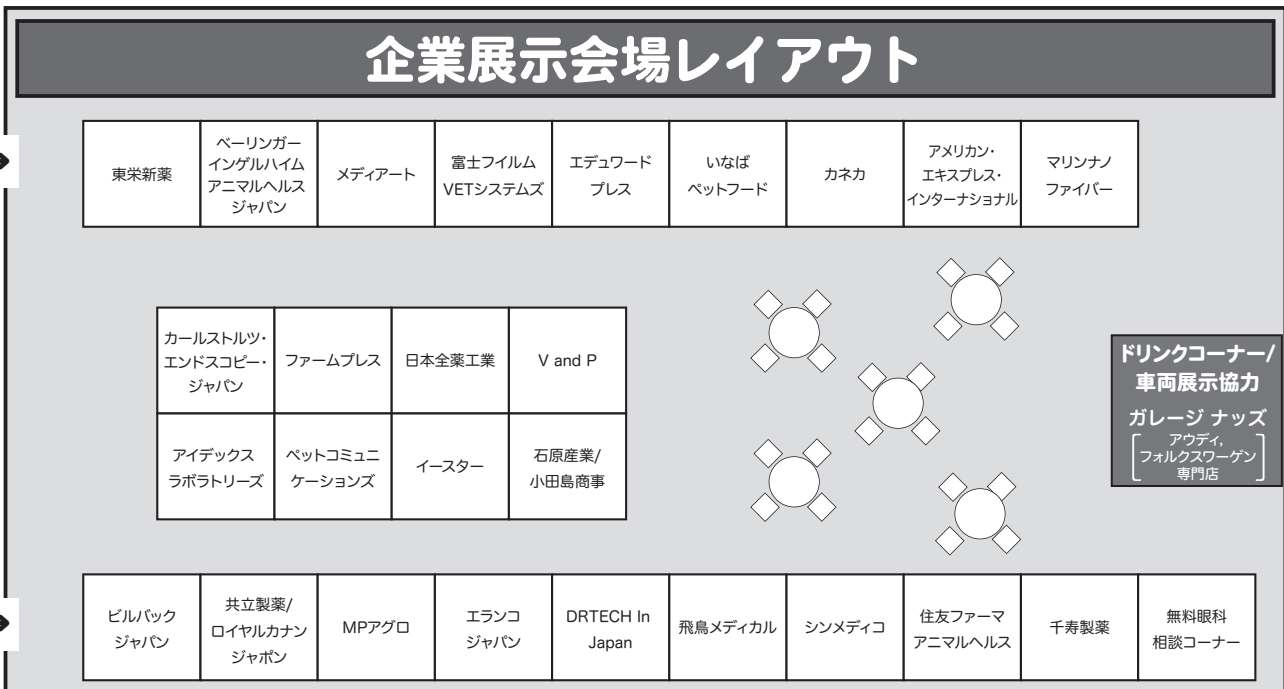 企業展示会場レイアウト
東栄新薬
ベーリンガー
インゲルハイム
アニマルヘルス
ジャパン
メディアート
富士フイルム
VETシステムズ
エデュワード
プレス
いなば
ペットフード
カネカ
アメリカン・
エキスプレス・
インターナショナル
マリンナノ
ファイバー
カールストルツ・
エンドスコピー・
ジャパン
ファームプレス
日本全薬工業
V and P
アイデックス
ラボラトリーズ
ペットコミュニ
ケーションズ
イースター
石原産業/
小田島商事
ドリンクコーナー/
車両展示協力
ガレージ ナッズ
アウディ,
フォルクスワーゲン
専門店
ビルバック
ジャパン
共立製薬/
ロイヤルカナン
ジャポン
MPアグロ
エランコ
ジャパン
DRTECH In
Japan
飛鳥メディカル
シンメディコ
住友ファーマ
アニマルヘルス
千寿製薬
無料眼科
相談コーナー